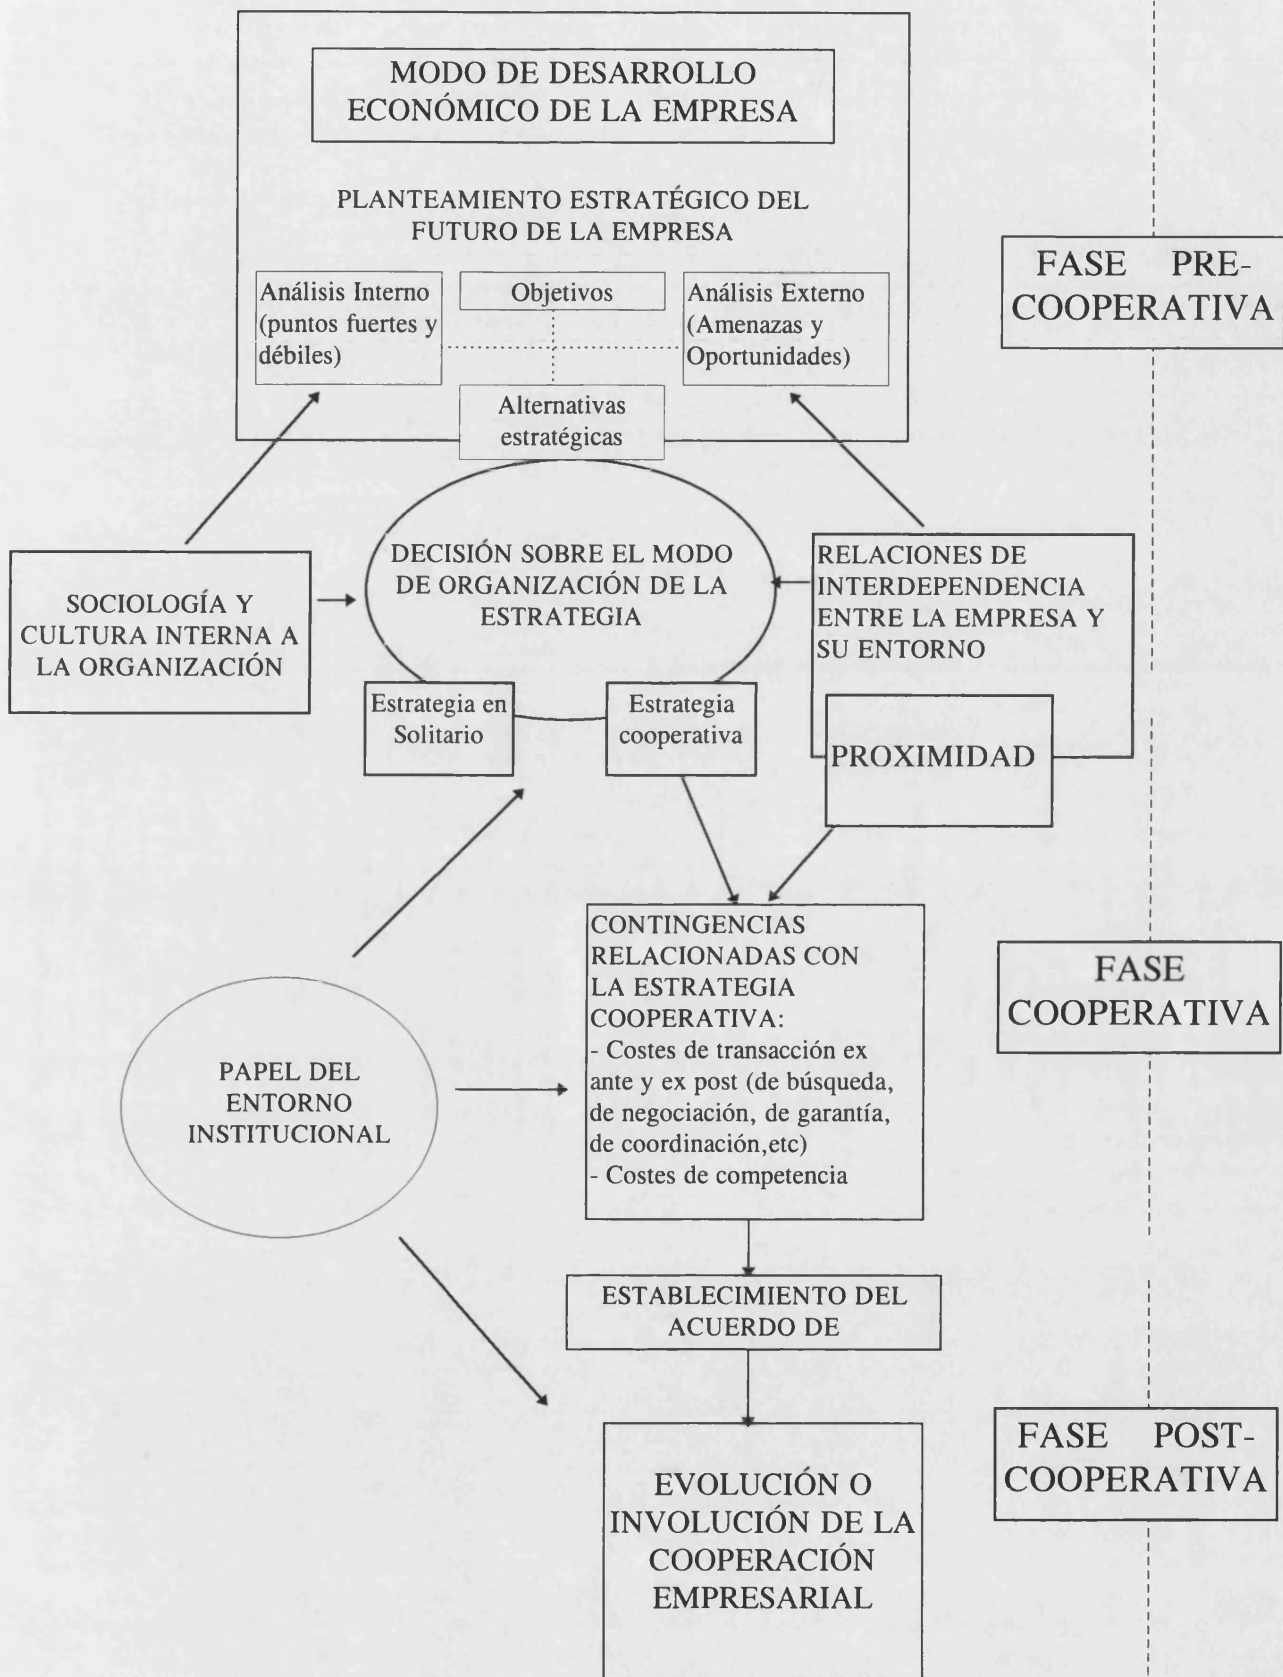 MODO DE DESARROLLO
ECONÓMICO DE LA EMPRESA
PLANTEAMIENTO ESTRATÉGICO DEL
FUTURO DE LA EMPRESA
Análisis Interno
(puntos fuertes y
débiles)
Objetivos
Análisis Externo
(Amenazas y
Oportunidades)
Alternativas
estratégicas
FASE PRE-
COOPERATIVA
DECISIÓN SOBRE EL MODO
DE ORGANIZACIÓN DE LA
ESTRATEGIA
SOCIOLOGÍA Y
CULTURA INTERNA A
LA ORGANIZACIÓN
RELACIONES DE
INTERDEPENDENCIA
ENTRE LA EMPRESA Y
SU ENTORNO
Estrategia en
Solitario
Estrategia
cooperativa
PROXIMIDAD
CONTINGENCIAS
RELACIONADAS CON
LA ESTRATEGIA
COOPERATIVA:
- Costes de transacción ex
ante y ex post (de búsqueda,
de negociación, de garantía,
de coordinación,etc)
- Costes de competencia
FASE
COOPERATIVA
PAPEL DEL
ENTORNO
INSTITUCIONAL
ESTABLECIMIENTO DEL
ACUERDO DE
EVOLUCIÓN O
INVOLUCIÓN DE LA
COOPERACIÓN
EMPRESARIAL
FASE POST-
COOPERATIVA